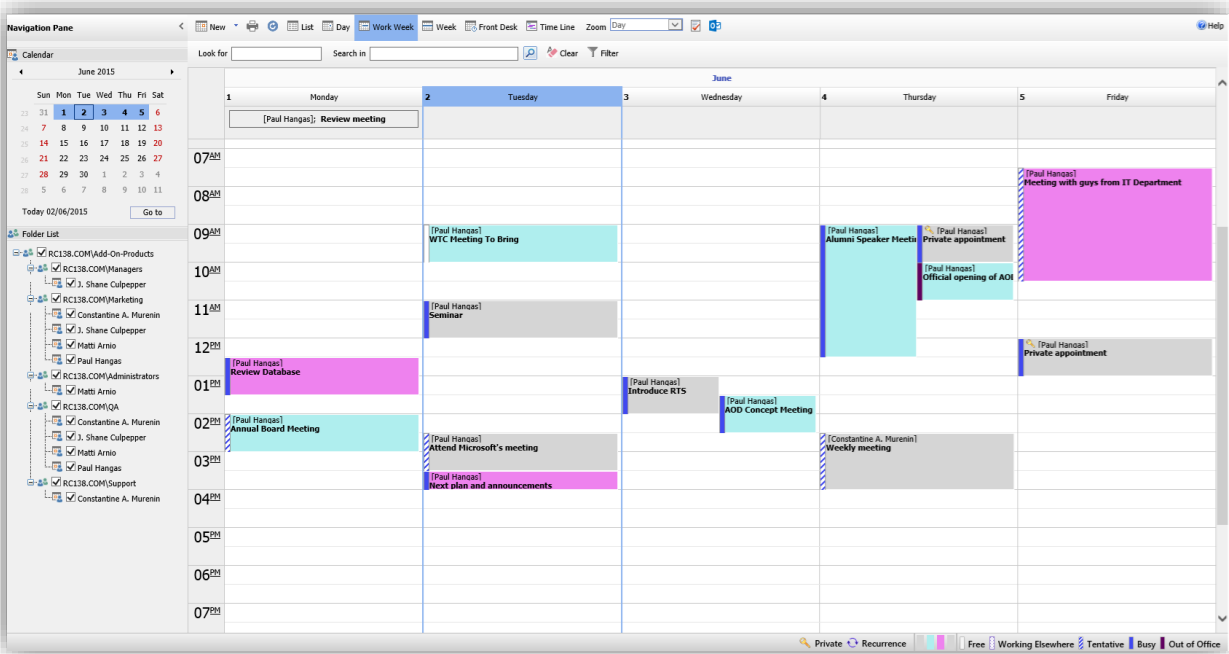 Navigation Pane
New List Day Work Week Week Front Desk Time Line Zoom Day Help
Calendar
Look for Search in Clear Filter
June 2015
Sun Mon Tue Wed Thu Fri Sat
23 31 1 2 3 4 5 6
24 7 8 9 10 11 12 13
25 14 15 16 17 18 19 20
26 21 22 23 24 25 26 27
27 28 29 30 1 2 3 4
28 5 6 7 8 9 10 11
Today 02/06/2015 Go to
Folder List
RC138.COM\Add-On-Products
RC138.COM\Managers
J. Shane Culpepper
RC138.COM\Marketing
Constantine A. Murenin
J. Shane Culpepper
Matti Arnio
Paul Hangas
RC138.COM\Administrators
Matti Arnio
RC138.COM\QA
Constantine A. Murenin
J. Shane Culpepper
Matti Arnio
Paul Hangas
RC138.COM\Support
Constantine A. Murenin
June
1 Monday 2 Tuesday 3 Wednesday 4 Thursday 5 Friday
[Paul Hangas]; Review meeting
07AM
08AM
09AM
10AM
11AM
12PM
01PM
02PM
03PM
04PM
05PM
06PM
07PM
[Paul Hangas]
Review Database
[Paul Hangas]
Annual Board Meeting
[Paul Hangas]
WTC Meeting To Bring
[Paul Hangas]
Seminar
[Paul Hangas]
Attend Microsoft's meeting
[Paul Hangas]
Next plan and announcements
[Paul Hangas]
Introduce RTS
[Paul Hangas]
AOD Concept Meeting
[Paul Hangas]
Alumni Speaker Meetin
[Paul Hangas]
Private appointment
[Paul Hangas]
Official opening of AOI
[Constantine A. Murenin]
Weekly meeting
[Paul Hangas]
Meeting with guys from IT Department
[Paul Hangas]
Private appointment
Private Recurrence Free Working Elsewhere Tentative Busy Out of Office